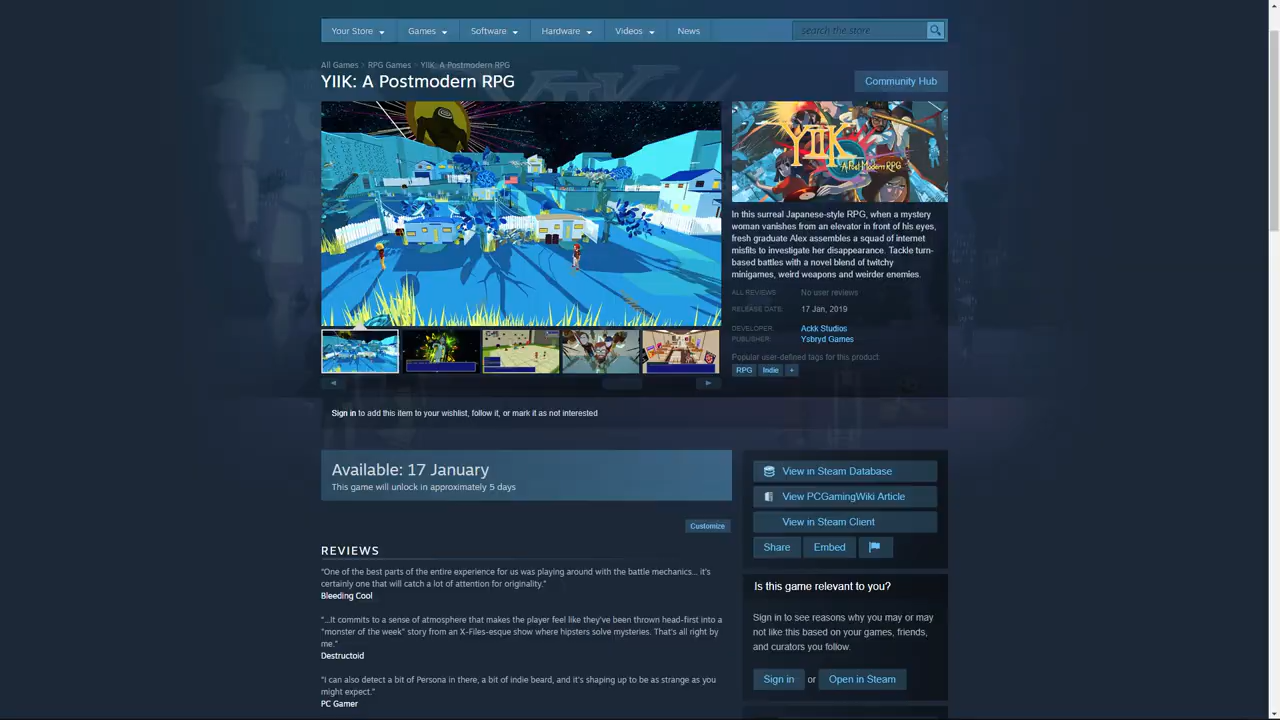 Your Store
Games
Software
Hardware
Videos
News
search the store
All Games > RPG Games > YIIK: A Postmodern RPG
YIIK: A Postmodern RPG
Community Hub
YIIK
A PostModern RPG
In this surreal Japanese-style RPG, when a mystery
woman vanishes from an elevator in front of his eyes,
fresh graduate Alex assembles a squad of internet
misfits to investigate her disappearance. Tackle turn-
based battles with a novel blend of twitchy
minigames, weird weapons and weirder enemies.
ALL REVIEWS: No user reviews
RELEASE DATE: 17 Jan, 2019
DEVELOPER: Ackk Studios
PUBLISHER: Ysbryd Games
Popular user-defined tags for this product:
RPG Indie +
Sign in to add this item to your wishlist, follow it, or mark it as not interested
Available: 17 January
This game will unlock in approximately 5 days
View in Steam Database
View PCGamingWiki Article
View in Steam Client
Customize
Share Embed
REVIEWS
“One of the best parts of the entire experience for us was playing around with the battle mechanics... it's
certainly one that will catch a lot of attention for originality.”
Bleeding Cool
“...It commits to a sense of atmosphere that makes the player feel like they've been thrown head-first into a
“monster of the week” story from an X-Files-esque show where hipsters solve mysteries. That's all right by
me.”
Destructoid
“I can also detect a bit of Persona in there, a bit of indie beard, and it's shaping up to be as strange as you
might expect.”
PC Gamer
Is this game relevant to you?
Sign in to see reasons why you may or may
not like this based on your games, friends,
and curators you follow.
Sign in or Open in Steam